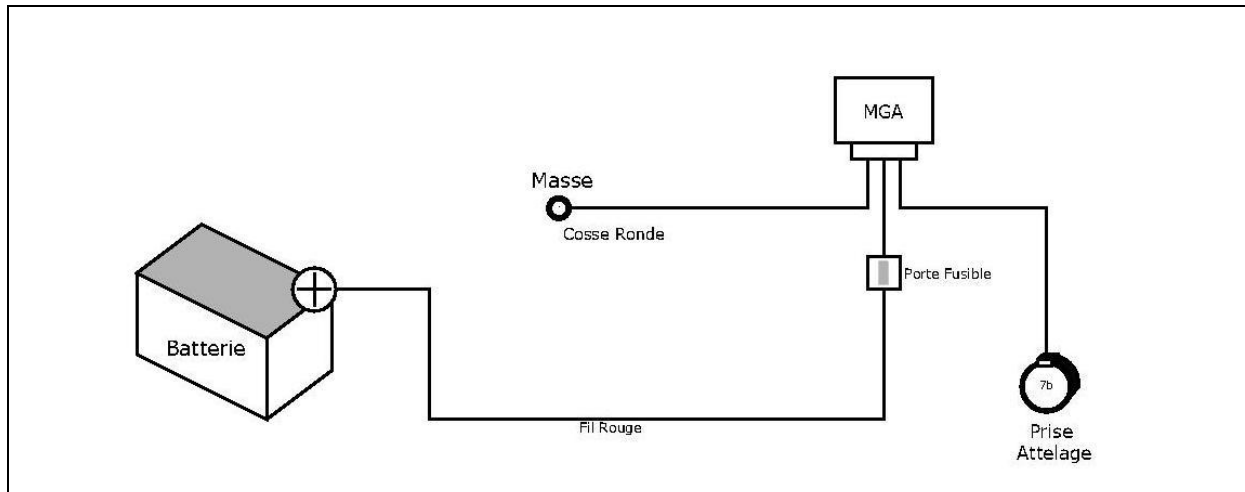 MGA
Masse
Cosse Ronde
Porte Fusible
Batterie
7b
Fil Rouge
Prise
Attelage